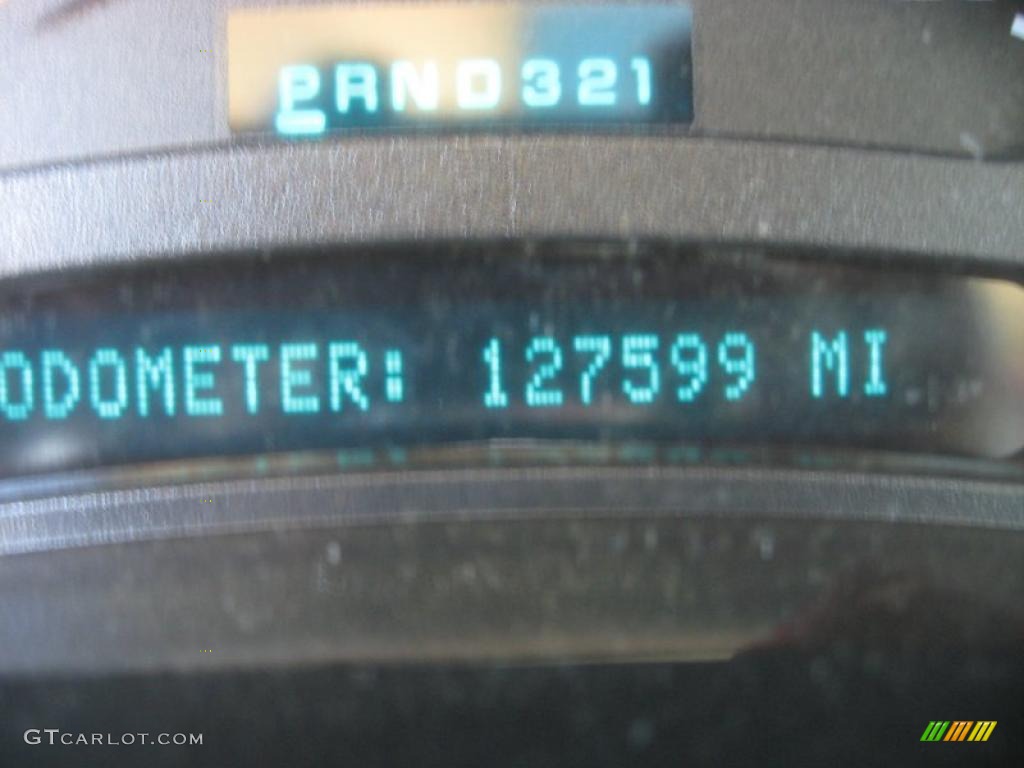 PRND321
ODOMETER: 127599 MI
GTCARLOT.COM